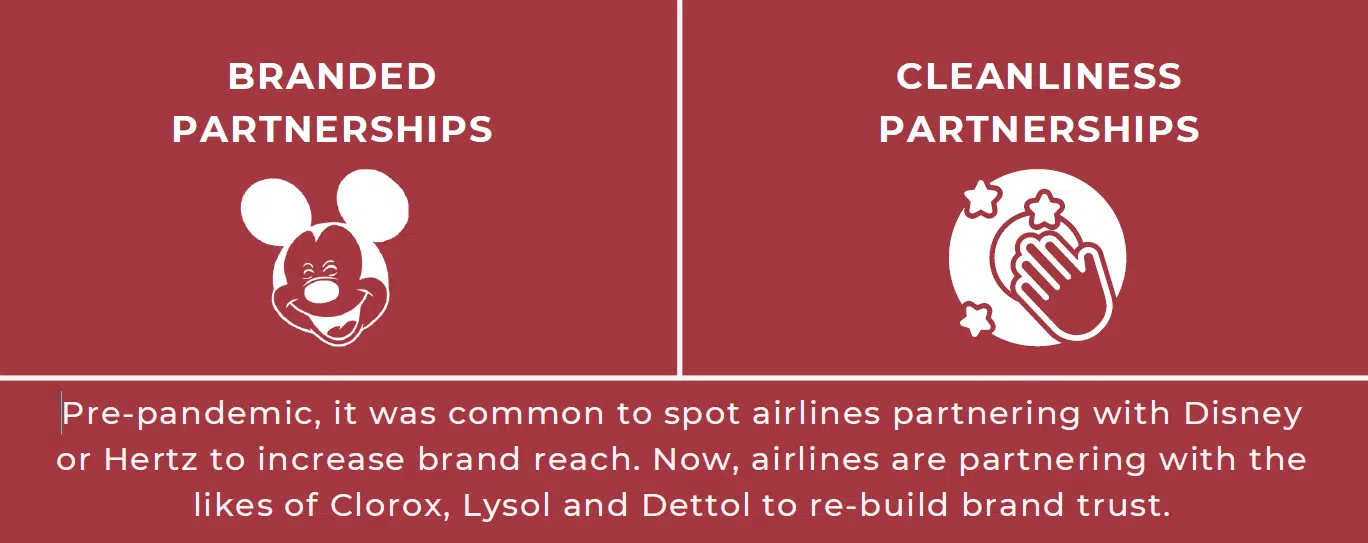 BRANDED
PARTNERSHIPS
CLEANLINESS
PARTNERSHIPS
Pre-pandemic, it was common to spot airlines partnering with Disney
or Hertz to increase brand reach. Now, airlines are partnering with the
likes of Clorox, Lysol and Dettol to re-build brand trust.